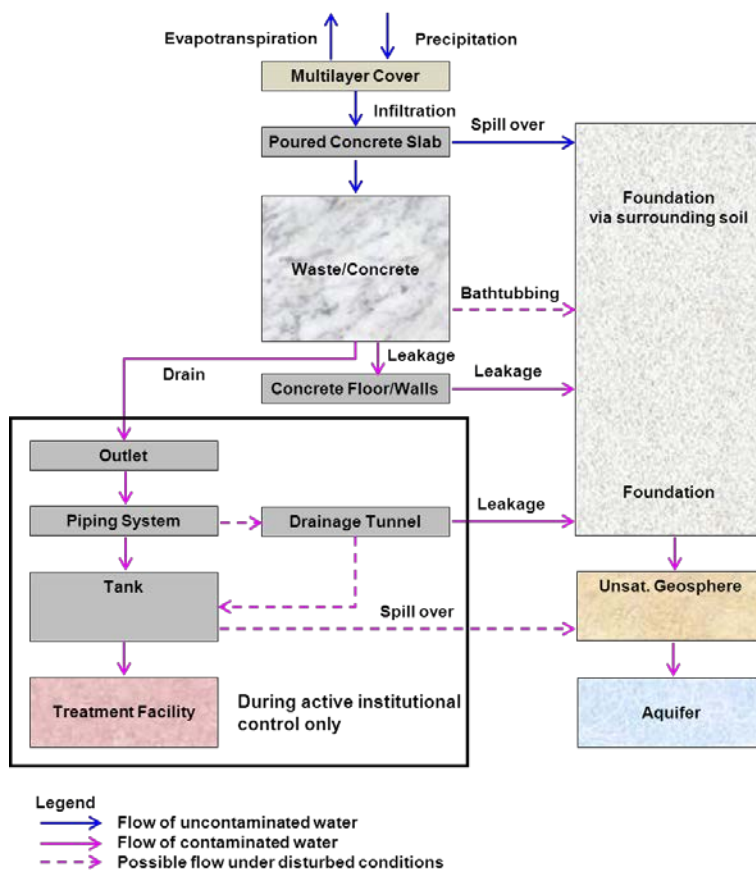 Evapotranspiration
Precipitation
Multilayer Cover
Infiltration
Spill over
Poured Concrete Slab
Foundation
via surrounding soil
Waste/Concrete
Bathtubbing
Leakage
Drain
Leakage
Concrete Floor/Walls
Outlet
Leakage
Foundation
Piping System
Drainage Tunnel
Tank
Unsat. Geosphere
Spill over
During active institutional
control only
Treatment Facility
Aquifer
Legend
Flow of uncontaminated water
Flow of contaminated water
Possible flow under disturbed conditions